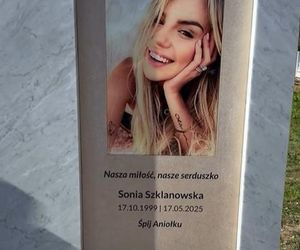 Nasza miłość, nasze serduszko
Sonia Szklanowska
17.10.1999 | 17.05.2025
Śpij Aniołku